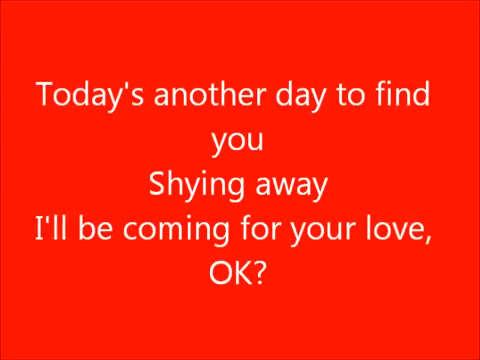 Today's another day to find
you
Shying away
I'll be coming for your love,
OK?